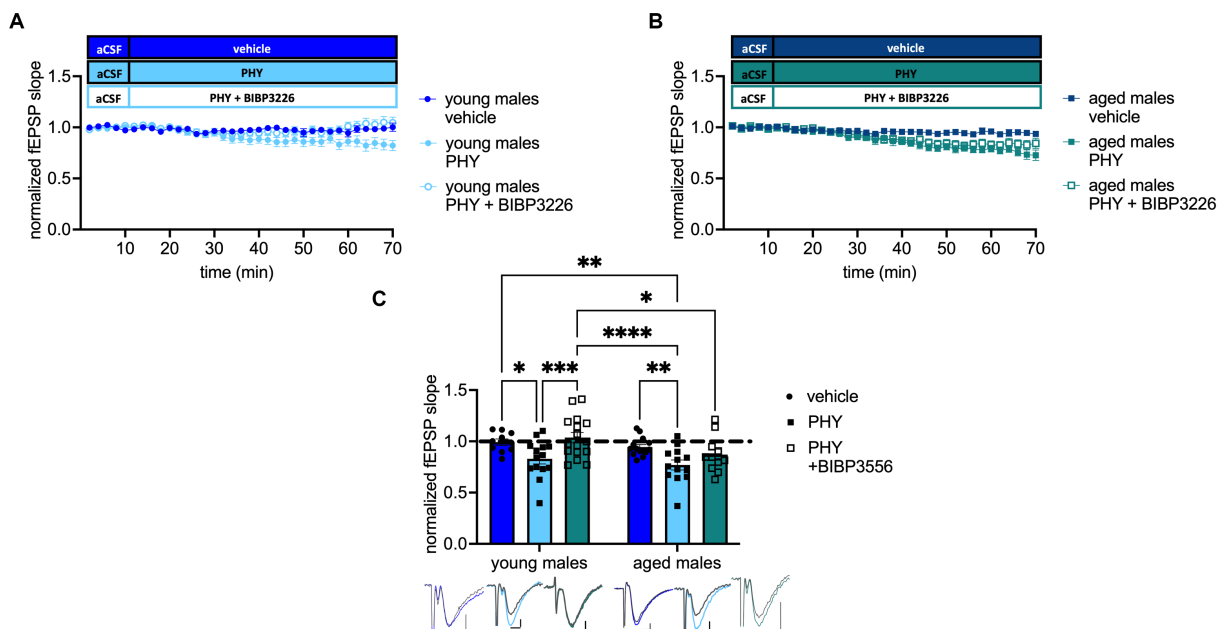 A
aCSF vehicle
aCSF PHY
aCSF PHY + BIBP3226
normalized fEPSP slope
1.5
1.0
0.5
0.0
10 20 30 40 50 60 70
time (min)
young males
vehicle
young males
PHY
young males
PHY + BIBP3226
B
aCSF vehicle
aCSF PHY
aCSF PHY + BIBP3226
normalized fEPSP slope
1.5
1.0
0.5
0.0
10 20 30 40 50 60 70
time (min)
aged males
vehicle
aged males
PHY
aged males
PHY + BIBP3226
C
**
*
****
* *** **
normalized fEPSP slope
1.5
1.0
0.5
0.0
young males aged males
vehicle
PHY
PHY
+BIBP3556